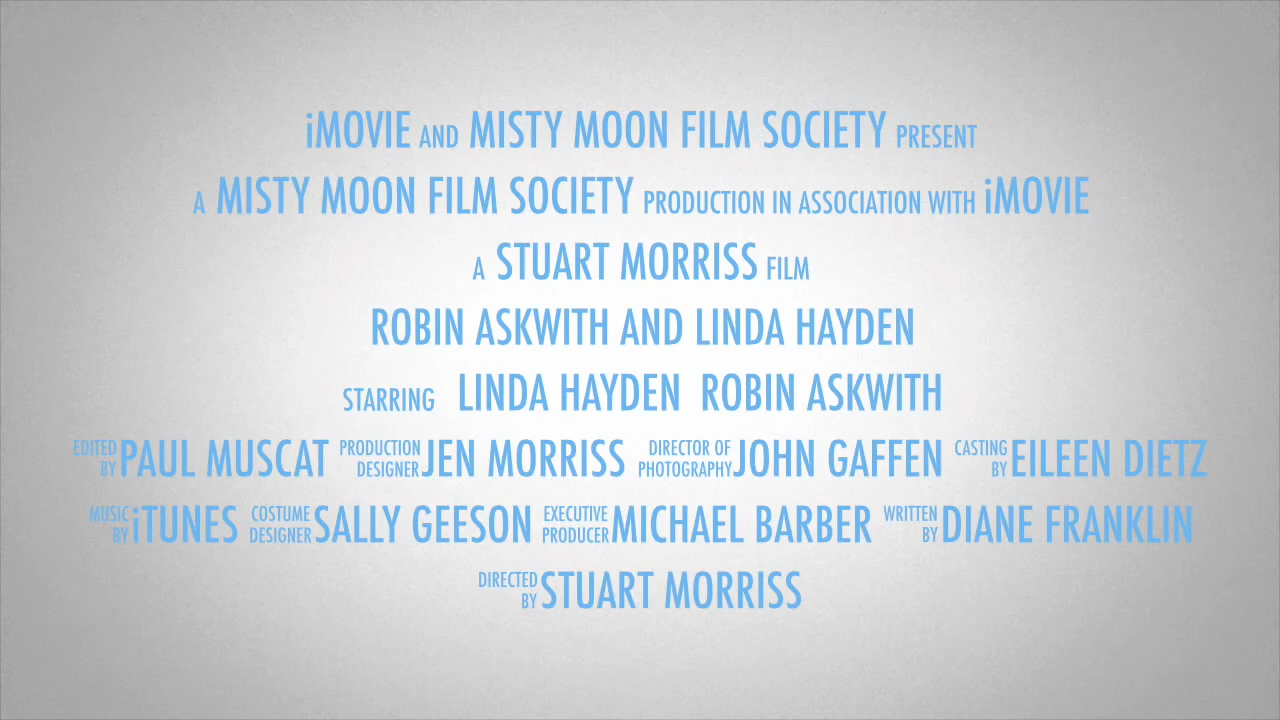 iMOVIE AND MISTY MOON FILM SOCIETY PRESENT
A MISTY MOON FILM SOCIETY PRODUCTION IN ASSOCIATION WITH iMOVIE
A STUART MORRISS FILM
ROBIN ASKWITH AND LINDA HAYDEN
STARRING LINDA HAYDEN ROBIN ASKWITH
EDITED BY PAUL MUSCAT PRODUCTION DESIGNER JEN MORRISS DIRECTOR OF PHOTOGRAPHY JOHN GAFFEN CASTING BY EILEEN DIETZ
MUSIC BY iTUNES COSTUME DESIGNER SALLY GEESON EXECUTIVE PRODUCER MICHAEL BARBER WRITTEN BY DIANE FRANKLIN
DIRECTED BY STUART MORRISS